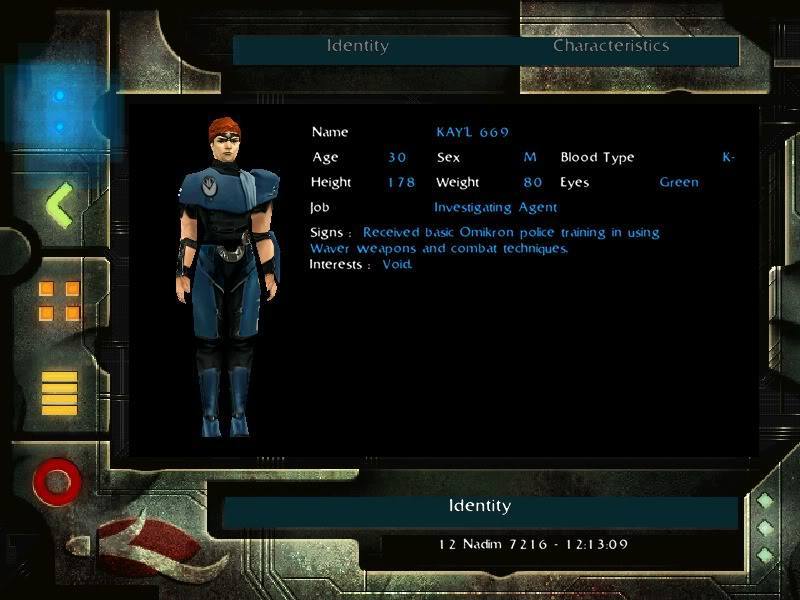 Identity Characteristics
Name KAY'L 669
Age 30 Sex M Blood Type K-
Height 178 Weight 80 Eyes Green
Job Investigating Agent
Signs : Received basic Omikron police training in using
Waver weapons and combat techniques.
Interests : Void.
Identity
12 Nadim 7216 - 12:13:09